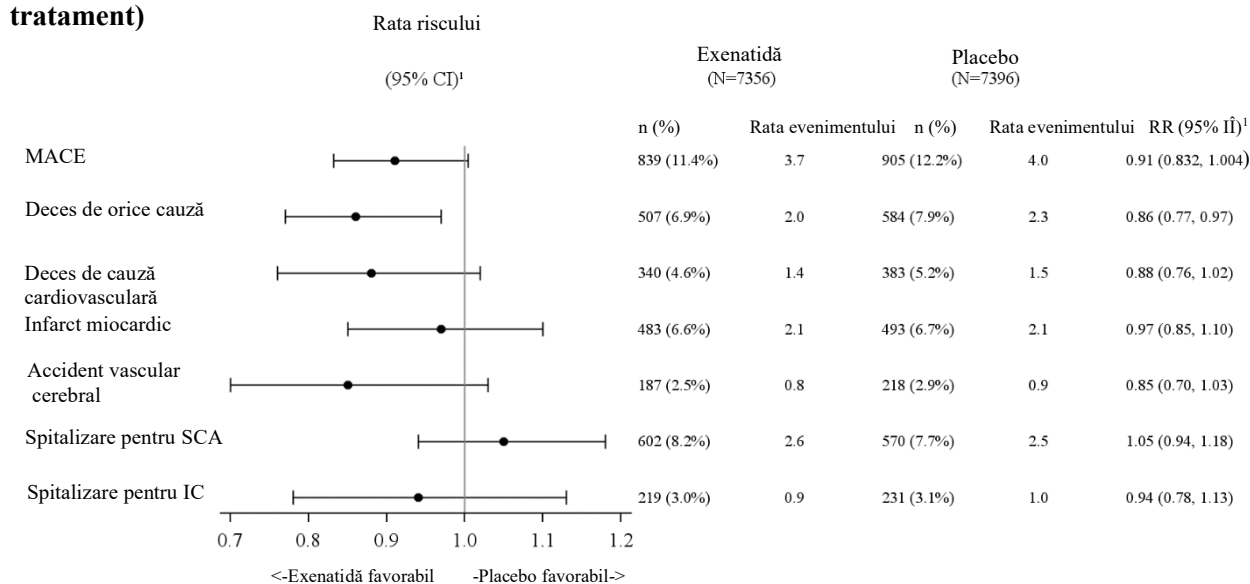 tratament)
Rata riscului
(95% CI)¹
Exenatidă
(N=7356)
Placebo
(N=7396)
n (%) Rata evenimentului n (%) Rata evenimentului RR (95% IÎ)¹
MACE 839 (11.4%) 3.7 905 (12.2%) 4.0 0.91 (0.832, 1.004)
Deces de orice cauză 507 (6.9%) 2.0 584 (7.9%) 2.3 0.86 (0.77, 0.97)
Deces de cauză
cardiovasculară
340 (4.6%) 1.4 383 (5.2%) 1.5 0.88 (0.76, 1.02)
Infarct miocardic 483 (6.6%) 2.1 493 (6.7%) 2.1 0.97 (0.85, 1.10)
Accident vascular
cerebral
187 (2.5%) 0.8 218 (2.9%) 0.9 0.85 (0.70, 1.03)
Spitalizare pentru SCA 602 (8.2%) 2.6 570 (7.7%) 2.5 1.05 (0.94, 1.18)
Spitalizare pentru IC 219 (3.0%) 0.9 231 (3.1%) 1.0 0.94 (0.78, 1.13)
0.7 0.8 0.9 1.0 1.1 1.2
<-Exenatidă favorabil -Placebo favorabil->